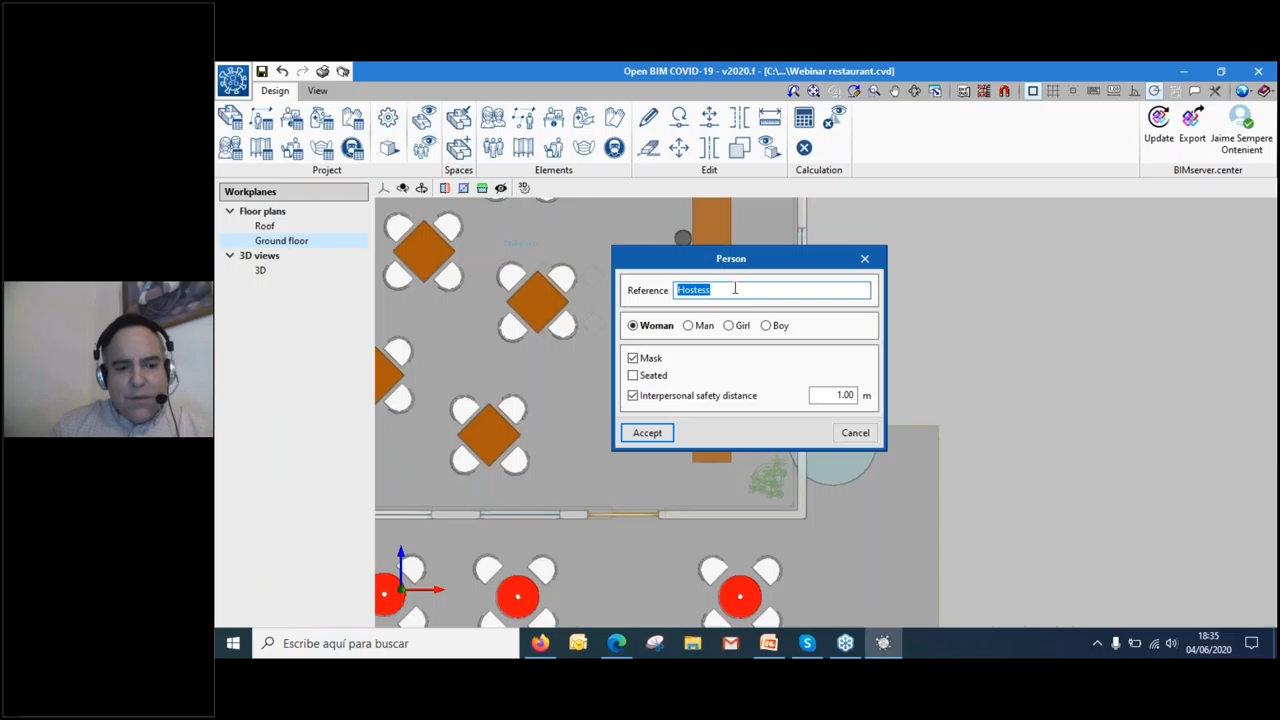 Open BIM COVID-19 - v2020.f - [C:\...\Webinar restaurant.cvd]
Design View
Project
Spaces
Elements
Edit
Calculation
Update
Export
Jaime Sempere
Ontenient
BIMserver.center
Workplanes
Floor plans
Roof
Ground floor
3D views
3D
Person
Reference Hostess
Woman Man Girl Boy
Mask
Seated
Interpersonal safety distance 1.00 m
Accept Cancel
Escribe aquí para buscar
18:35
04/06/2020